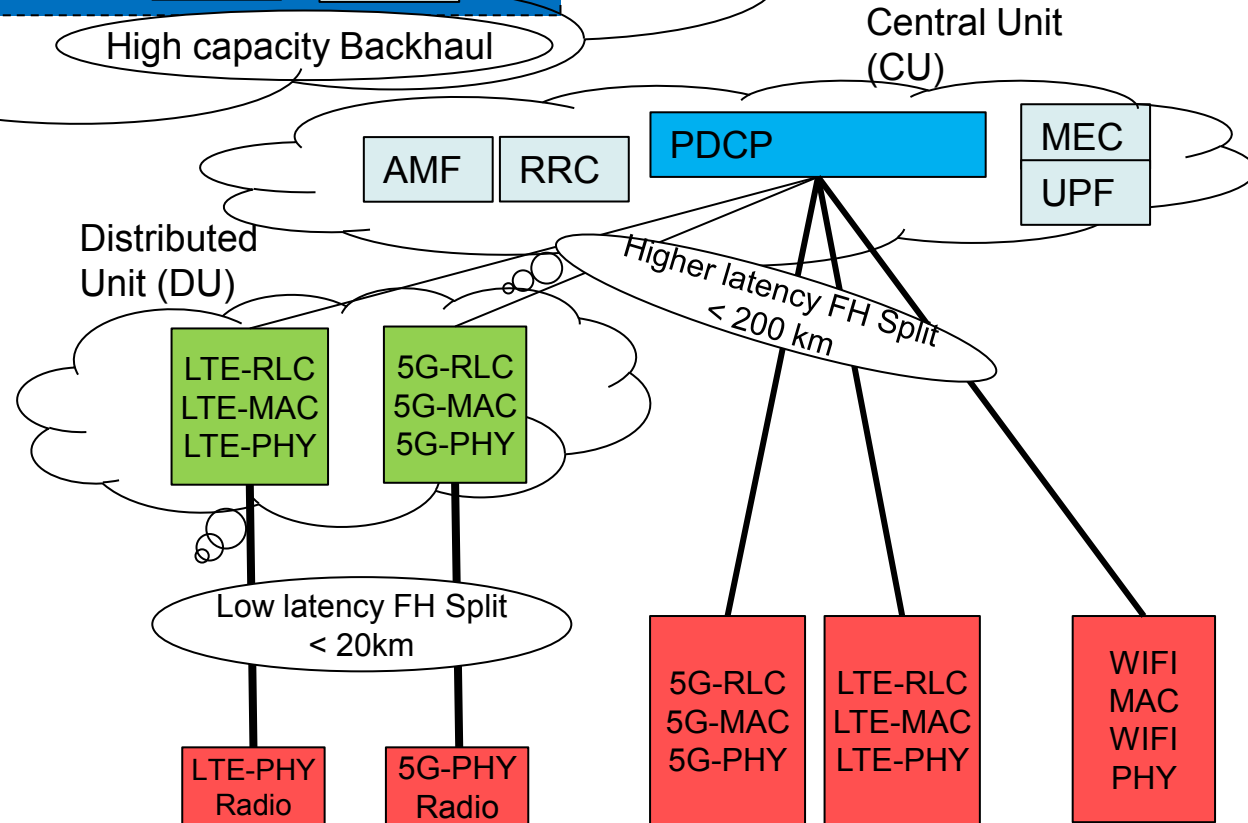 High capacity Backhaul
Central Unit
(CU)
AMF
RRC
PDCP
MEC
UPF
Distributed
Unit (DU)
Higher latency FH Split
< 200 km
LTE-RLC
LTE-MAC
LTE-PHY
5G-RLC
5G-MAC
5G-PHY
Low latency FH Split
< 20km
LTE-PHY
Radio
5G-PHY
Radio
5G-RLC
5G-MAC
5G-PHY
LTE-RLC
LTE-MAC
LTE-PHY
WIFI
MAC
WIFI
PHY